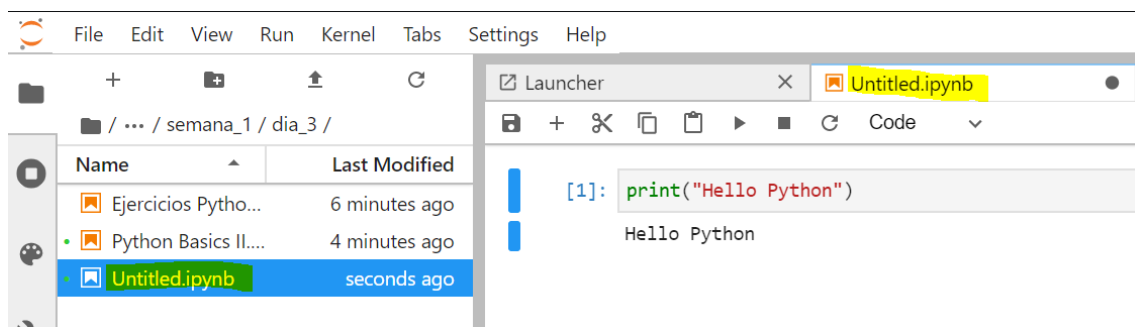 File Edit View Run Kernel Tabs Settings Help
Launcher
Untitled.ipynb
/ ··· / semana_1 / dia_3 /
Code
Name Last Modified
Ejercicios Pytho... 6 minutes ago
Python Basics II.... 4 minutes ago
Untitled.ipynb seconds ago
[1]: print("Hello Python")
Hello Python